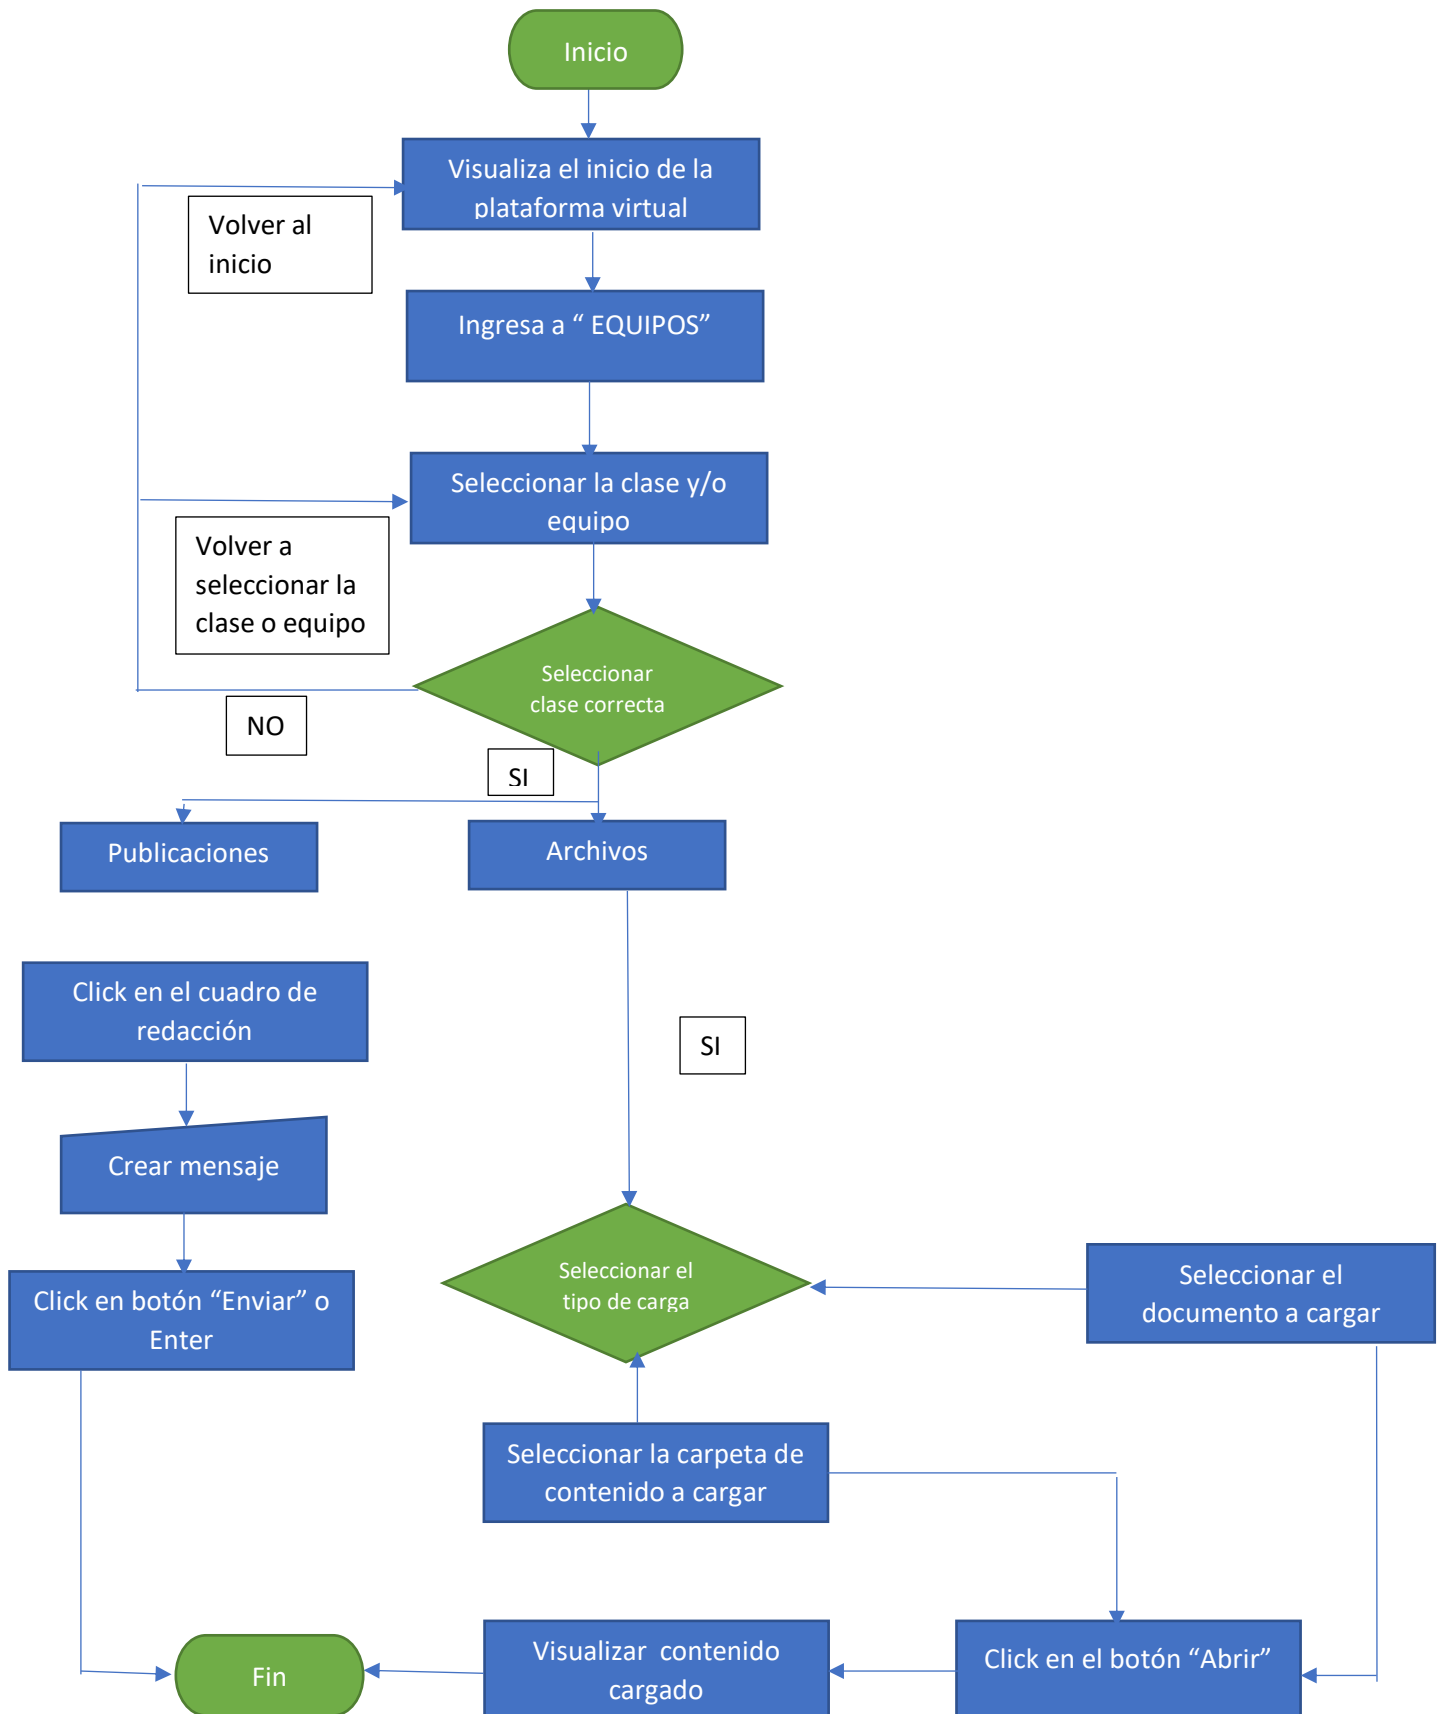 Inicio
Visualiza el inicio de la
plataforma virtual
Volver al
inicio
Ingresa a “ EQUIPOS”
Seleccionar la clase y/o
equipo
Volver a
seleccionar la
clase o equipo
Seleccionar
clase correcta
NO
SI
Publicaciones
Archivos
Click en el cuadro de
redacción
SI
Crear mensaje
Seleccionar el
tipo de carga
Seleccionar el
documento a cargar
Click en botón “Enviar” o
Enter
Seleccionar la carpeta de
contenido a cargar
Fin
Visualizar  contenido
cargado
Click en el botón “Abrir”